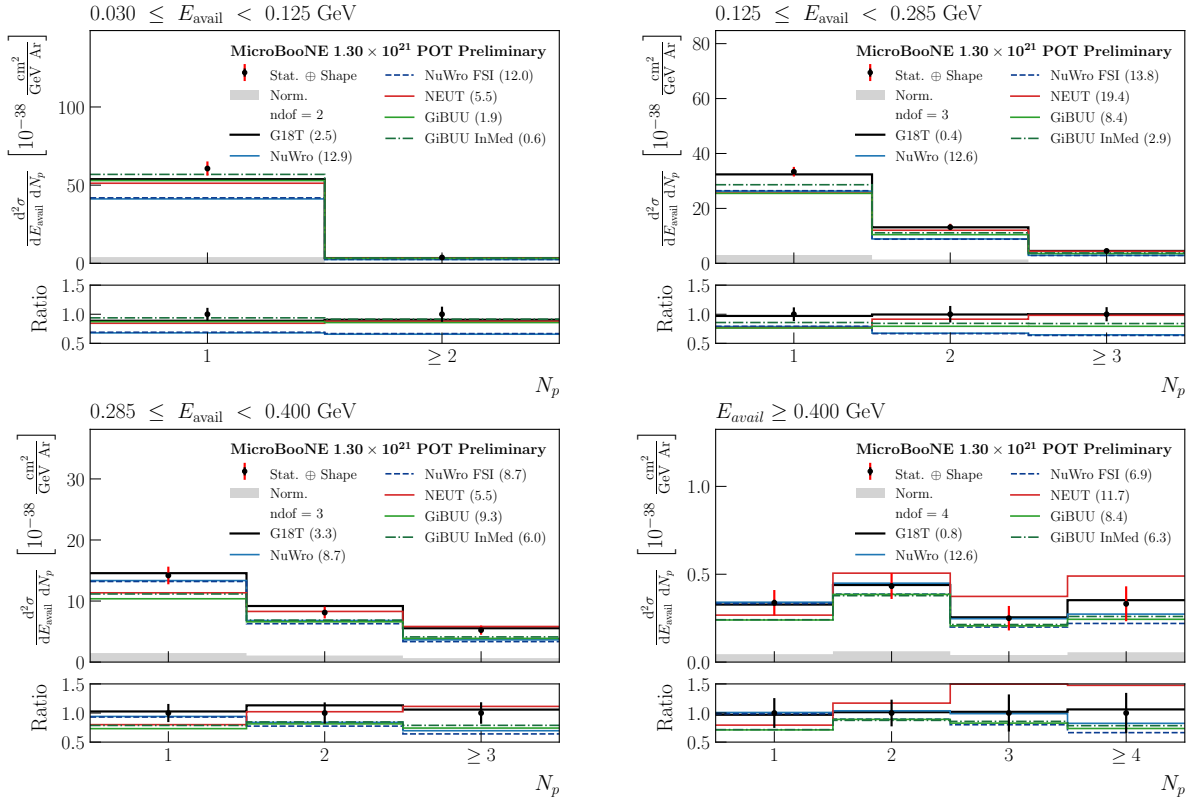 0.030 ≤ E_avail < 0.125 GeV
MicroBooNE 1.30 × 10^21 POT Preliminary
Stat. ⊕ Shape
Norm.
ndof = 2
G18T (2.5)
NuWro (12.9)
NuWro FSI (12.0)
NEUT (5.5)
GiBUU (1.9)
GiBUU InMed (0.6)
d²σ/dE_avail dN_p [10^-38 cm²/GeV Ar]
100
50
0
Ratio
1.5
1.0
0.5
1
≥ 2
N_p
0.125 ≤ E_avail < 0.285 GeV
MicroBooNE 1.30 × 10^21 POT Preliminary
Stat. ⊕ Shape
Norm.
ndof = 3
G18T (0.4)
NuWro (12.6)
NuWro FSI (13.8)
NEUT (19.4)
GiBUU (8.4)
GiBUU InMed (2.9)
d²σ/dE_avail dN_p [10^-38 cm²/GeV Ar]
80
60
40
20
0
Ratio
1.5
1.0
0.5
1
2
≥ 3
N_p
0.285 ≤ E_avail < 0.400 GeV
MicroBooNE 1.30 × 10^21 POT Preliminary
Stat. ⊕ Shape
Norm.
ndof = 3
G18T (3.3)
NuWro (8.7)
NuWro FSI (8.7)
NEUT (5.5)
GiBUU (9.3)
GiBUU InMed (6.0)
d²σ/dE_avail dN_p [10^-38 cm²/GeV Ar]
30
20
10
0
Ratio
1.5
1.0
0.5
1
2
≥ 3
N_p
E_avail ≥ 0.400 GeV
MicroBooNE 1.30 × 10^21 POT Preliminary
Stat. ⊕ Shape
Norm.
ndof = 4
G18T (0.8)
NuWro (12.6)
NuWro FSI (6.9)
NEUT (11.7)
GiBUU (8.4)
GiBUU InMed (6.3)
d²σ/dE_avail dN_p [10^-38 cm²/GeV Ar]
1.0
0.5
0.0
Ratio
1.5
1.0
0.5
1
2
3
≥ 4
N_p